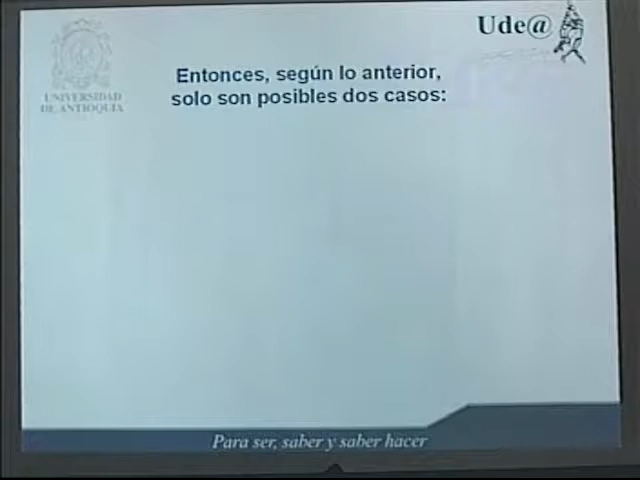 Ude@
UNIVERSIDAD
DE ANTIOQUIA
Entonces, según lo anterior,
solo son posibles dos casos:
Para ser, saber y saber hacer